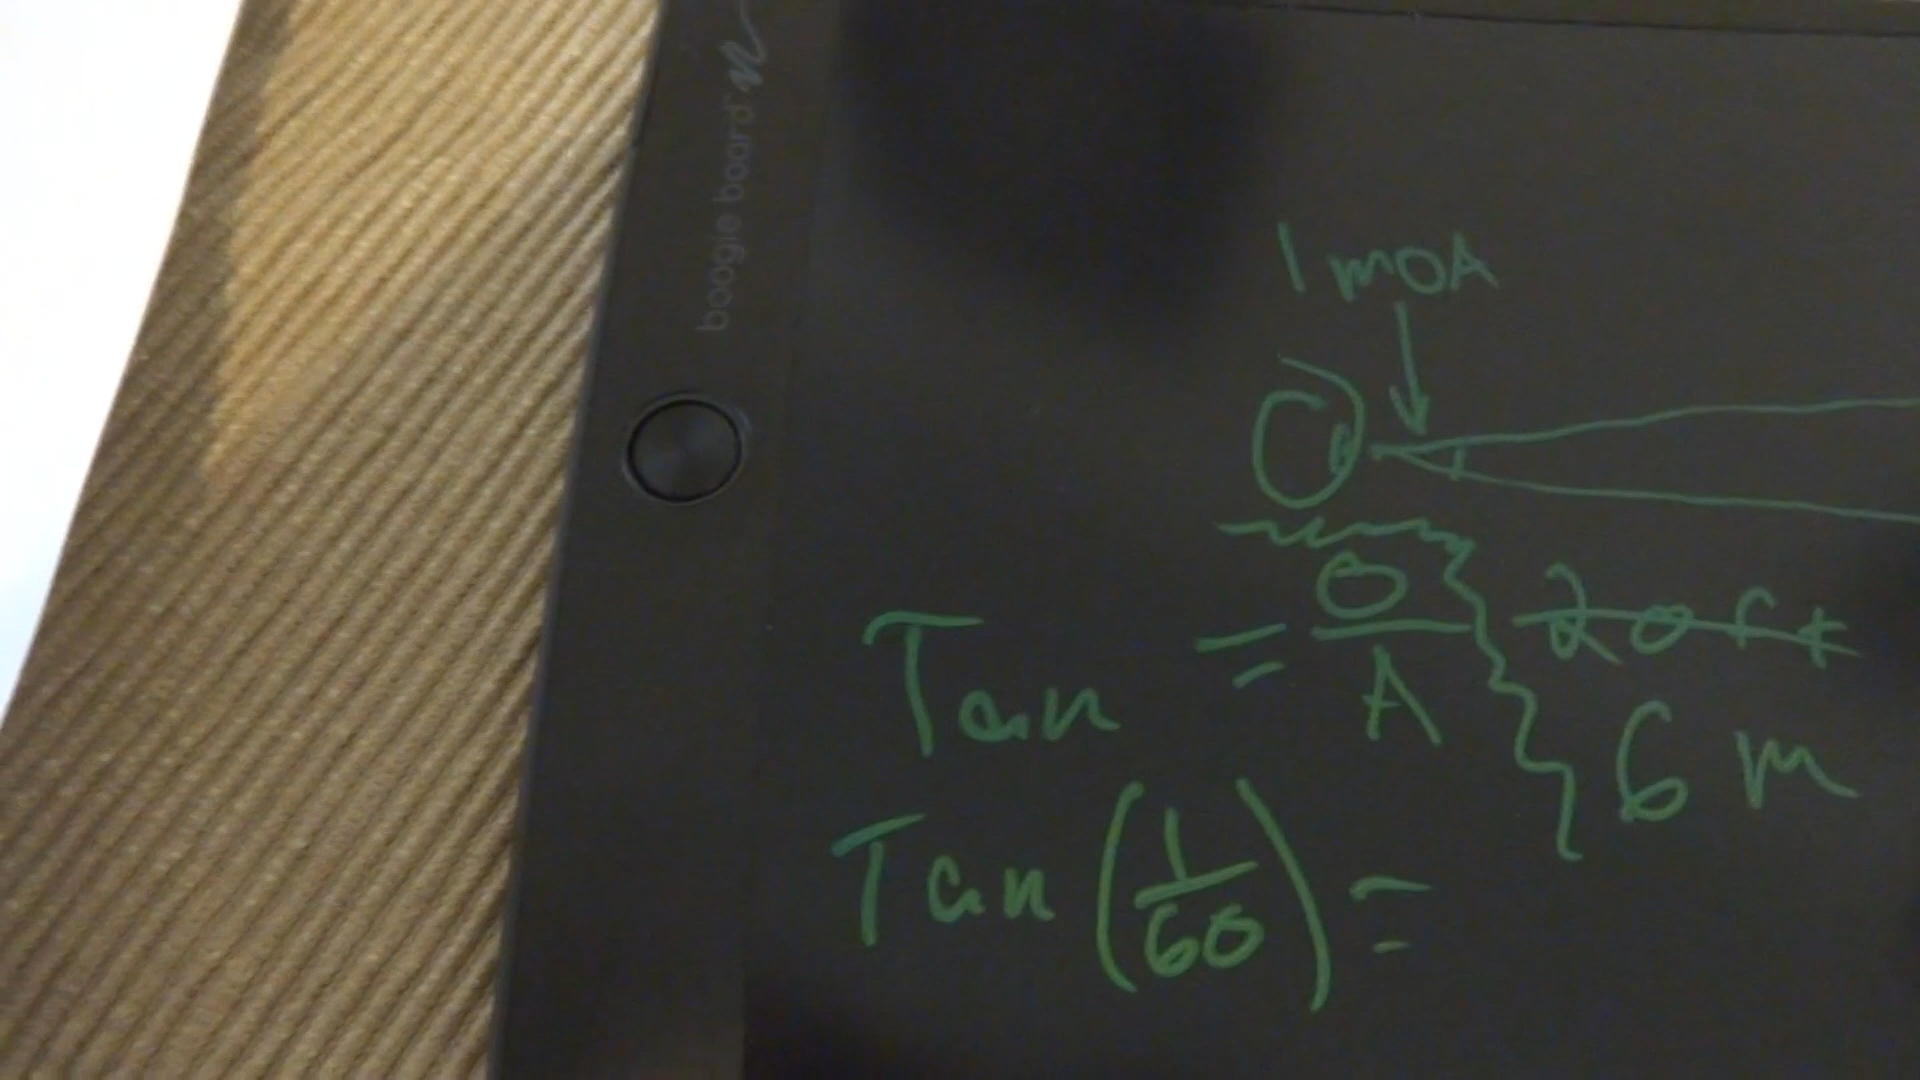 boogie board
1 MOA
Tan = O/A
20 ft
6 m
Tan(1/60) =